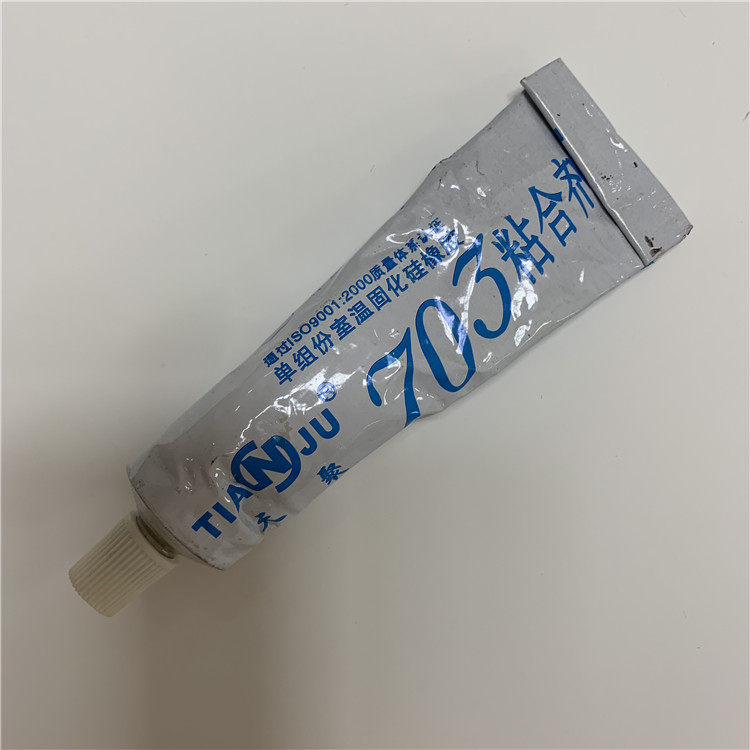 通过ISO9001:2000质量体系认证
单组份室温固化硅橡胶
703粘合剂
TIANJU®
天聚